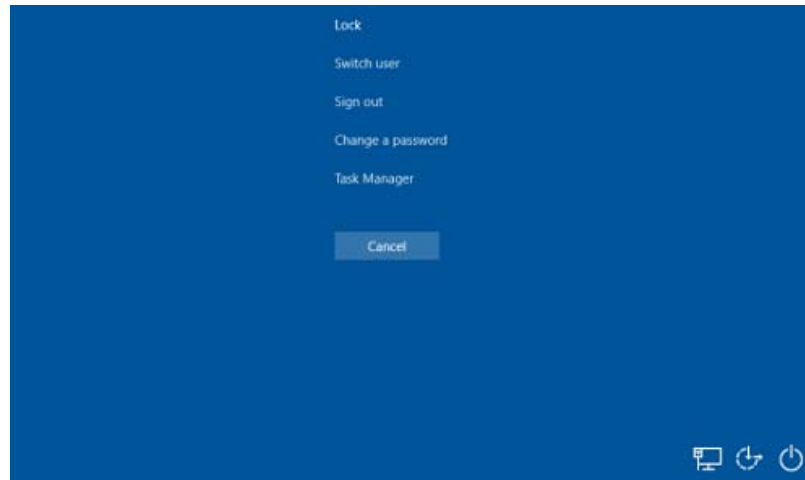 Lock
Switch user
Sign out
Change a password
Task Manager
Cancel